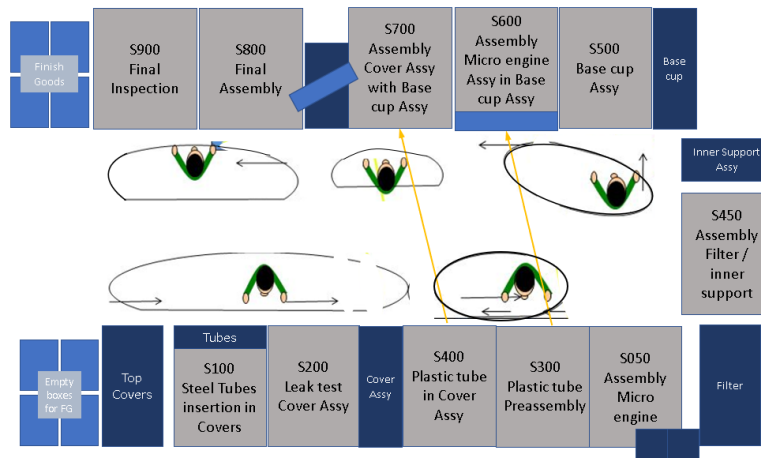 Finish
Goods
S900
Final
Inspection
S800
Final
Assembly
S700
Assembly
Cover Assy
with Base
cup Assy
S600
Assembly
Micro engine
Assy in Base
cup Assy
S500
Base cup
Assy
Base
cup
Inner Support
Assy
S450
Assembly
Filter /
inner
support
Empty
boxes
for FG
Top
Covers
Tubes
S100
Steel Tubes
insertion in
Covers
S200
Leak test
Cover Assy
Cover
Assy
S400
Plastic tube
in Cover
Assy
S300
Plastic tube
Preassembly
S050
Assembly
Micro
engine
Filter